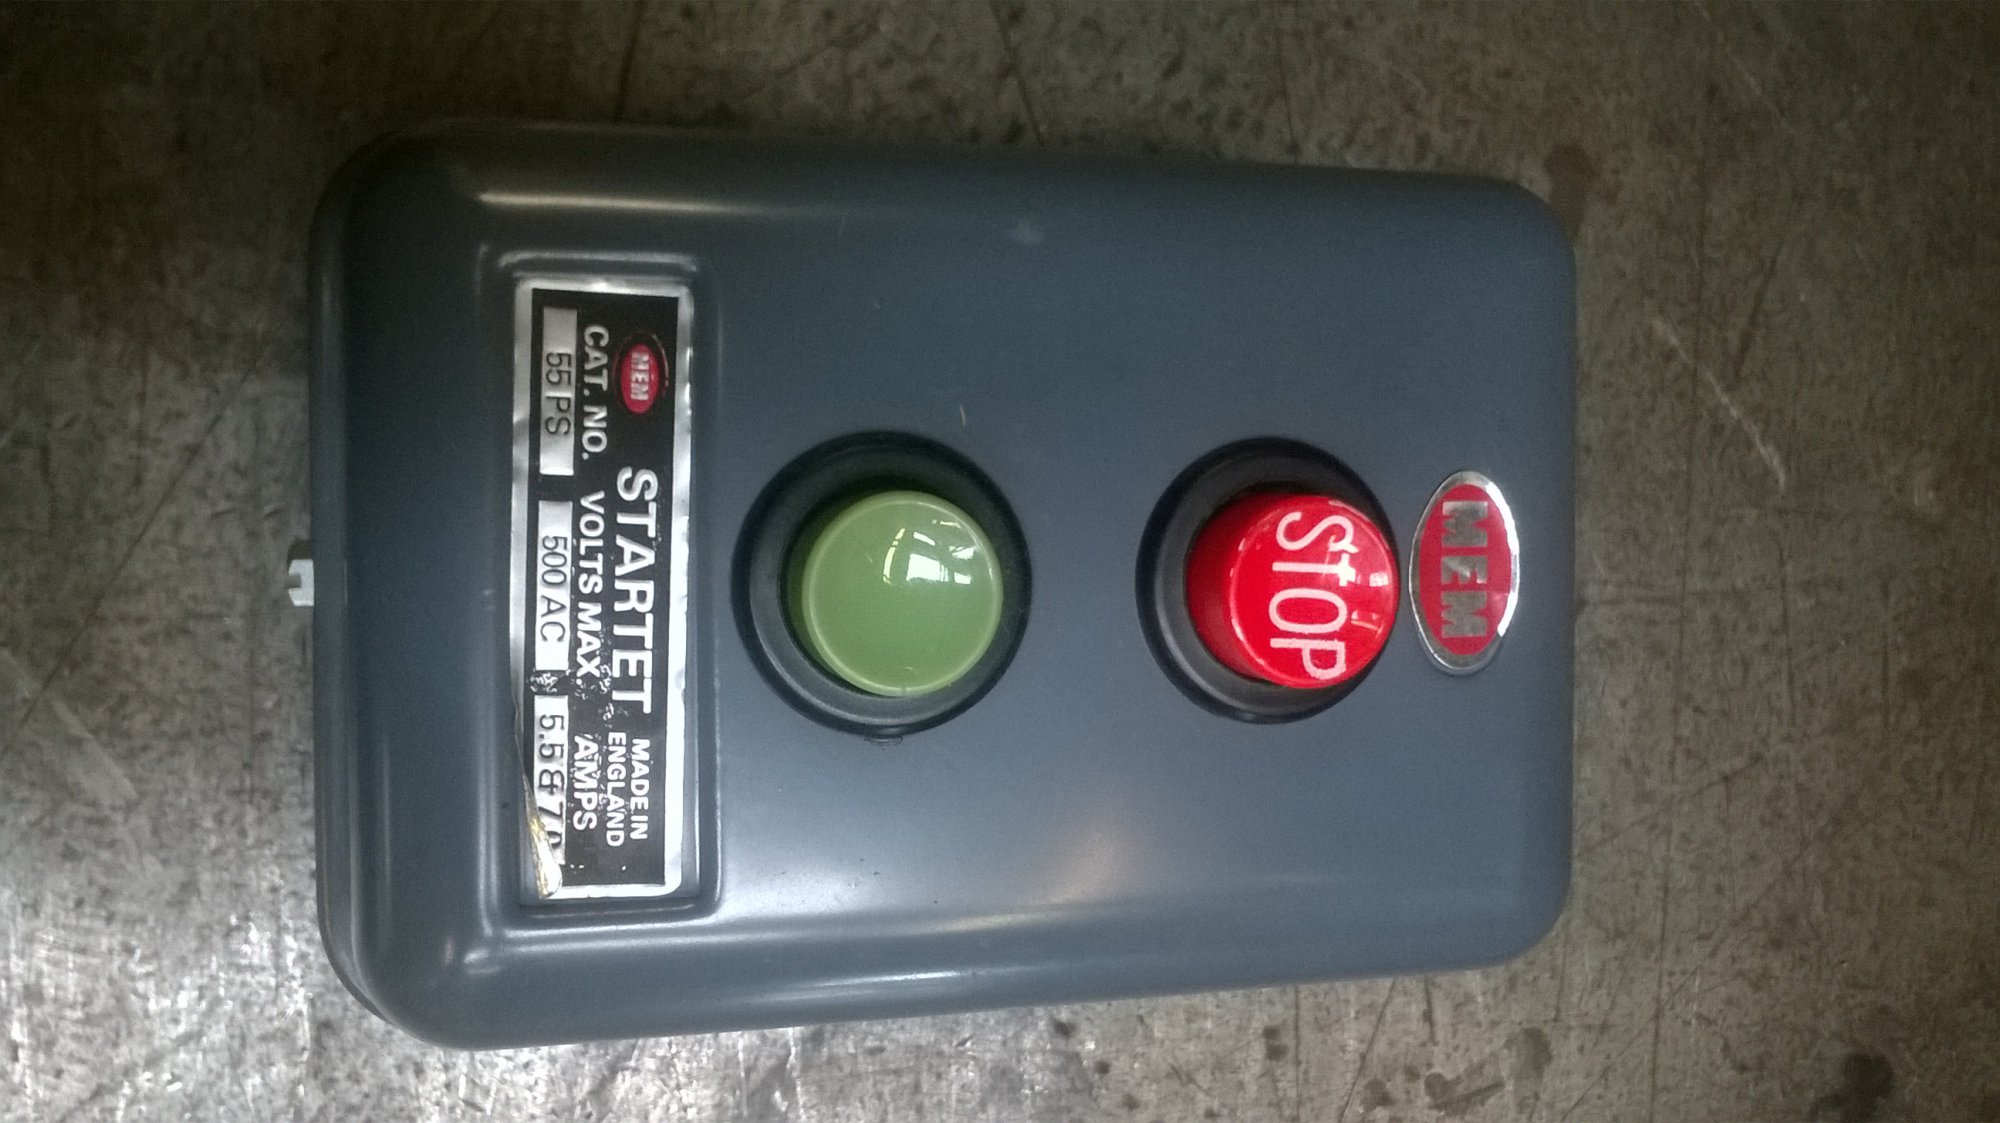 MEM
STOP
MEM STARTET MADE IN ENGLAND
CAT. NO. VOLTS MAX AMPS
55 PS 500 AC